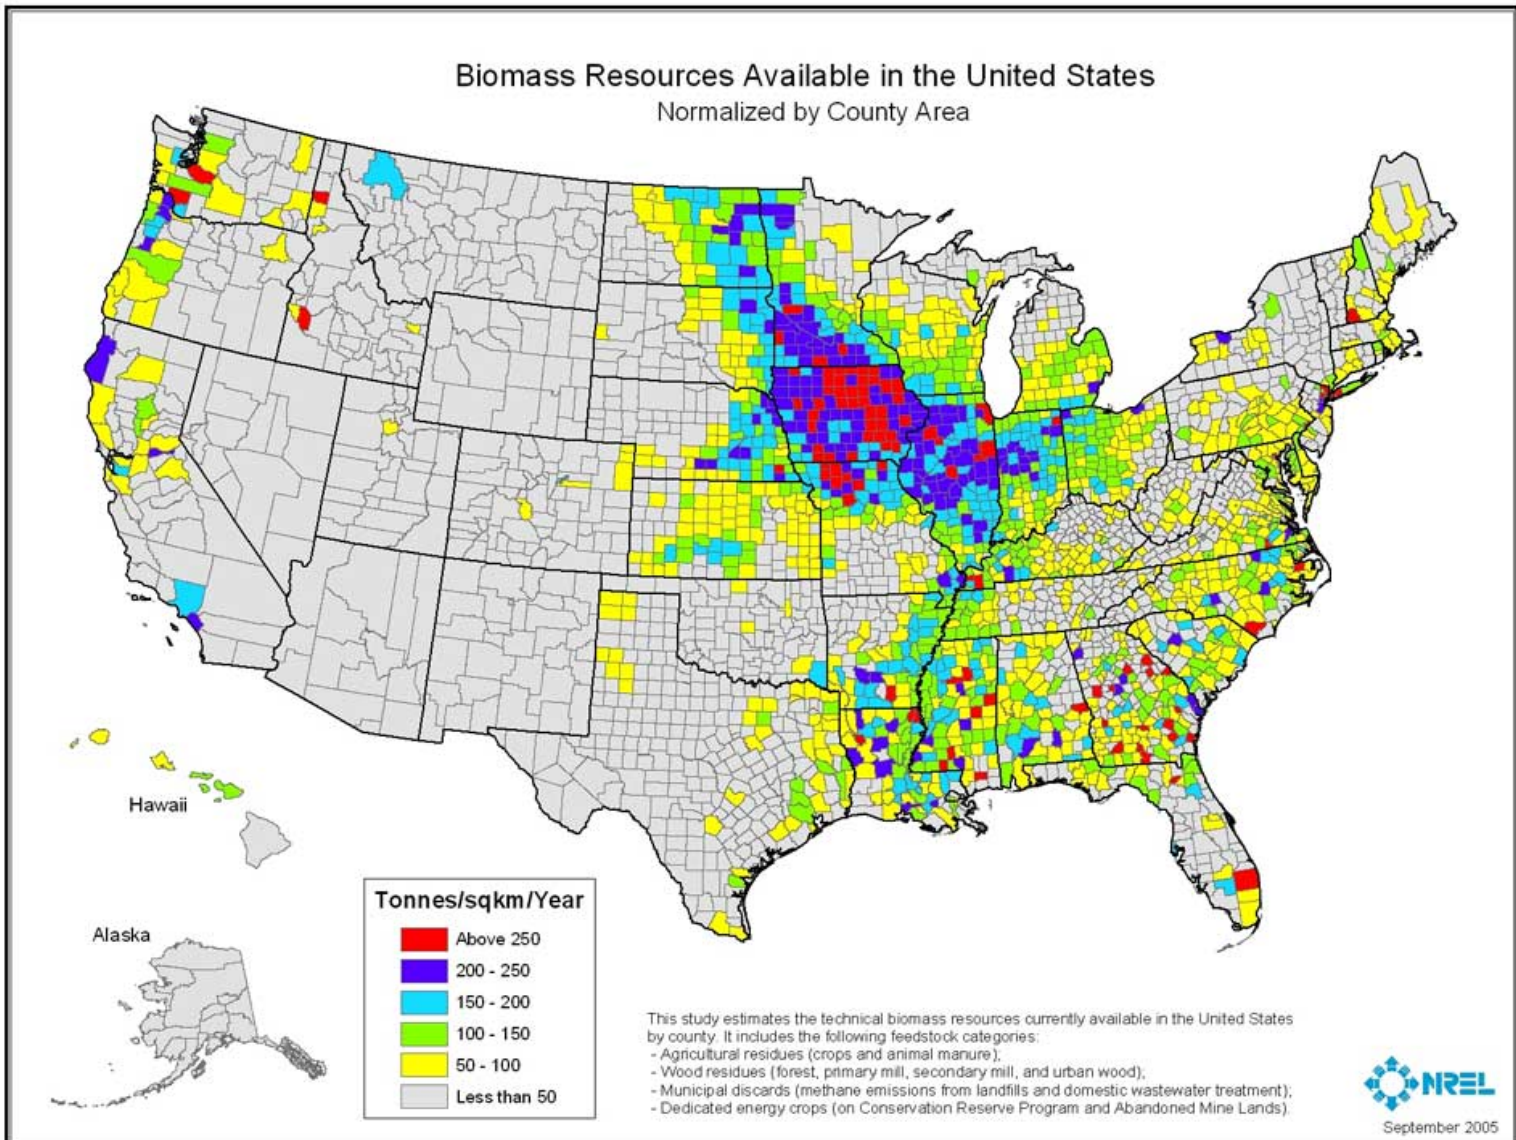 Biomass Resources Available in the United States
Normalized by County Area
Hawaii
Alaska
Tonnes/sqkm/Year
Above 250
200 - 250
150 - 200
100 - 150
50 - 100
Less than 50
This study estimates the technical biomass resources currently available in the United States
by county. It includes the following feedstock categories:
- Agricultural residues (crops and animal manure);
- Wood residues (forest, primary mill, secondary mill, and urban wood);
- Municipal discards (methane emissions from landfills and domestic wastewater treatment);
- Dedicated energy crops (on Conservation Reserve Program and Abandoned Mine Lands).
NREL
September 2005